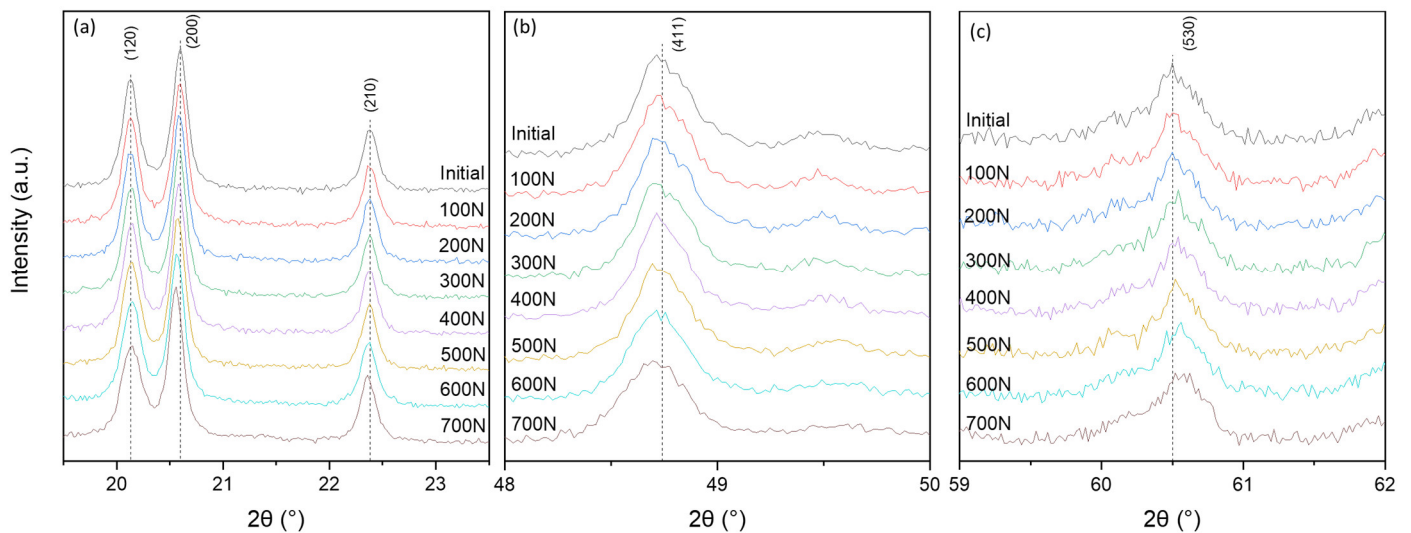 Intensity (a.u.)
(a)
(120)
(200)
(210)
Initial
100N
200N
300N
400N
500N
600N
700N
20
21
22
23
2θ (°)
(b)
(411)
Initial
100N
200N
300N
400N
500N
600N
700N
48
49
50
2θ (°)
(c)
(530)
Initial
100N
200N
300N
400N
500N
600N
700N
59
60
61
62
2θ (°)